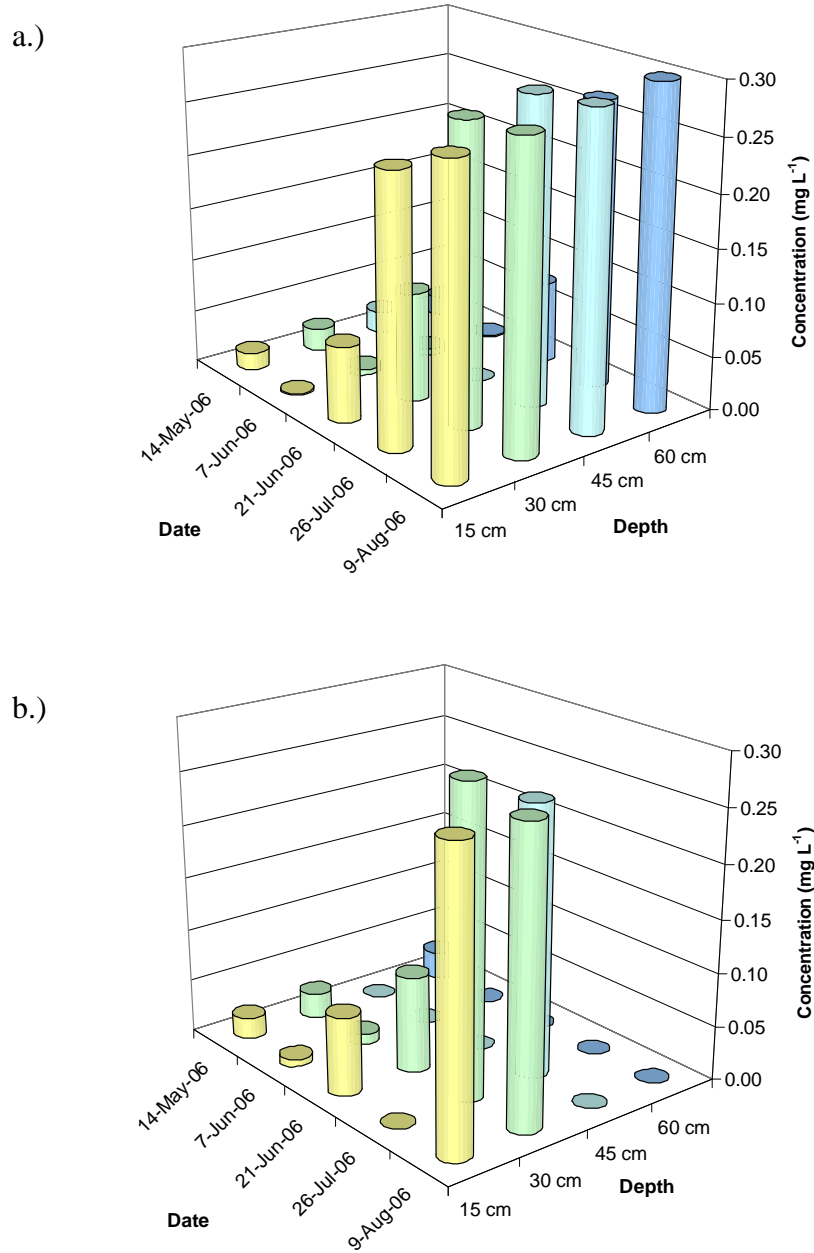 a.)
0.30
0.25
0.20
0.15
0.10
0.05
0.00
Concentration (mg L-1)
14-May-06
7-Jun-06
21-Jun-06
26-Jul-06
9-Aug-06
Date
15 cm
30 cm
45 cm
60 cm
Depth
b.)
0.30
0.25
0.20
0.15
0.10
0.05
0.00
Concentration (mg L-1)
14-May-06
7-Jun-06
21-Jun-06
26-Jul-06
9-Aug-06
Date
15 cm
30 cm
45 cm
60 cm
Depth